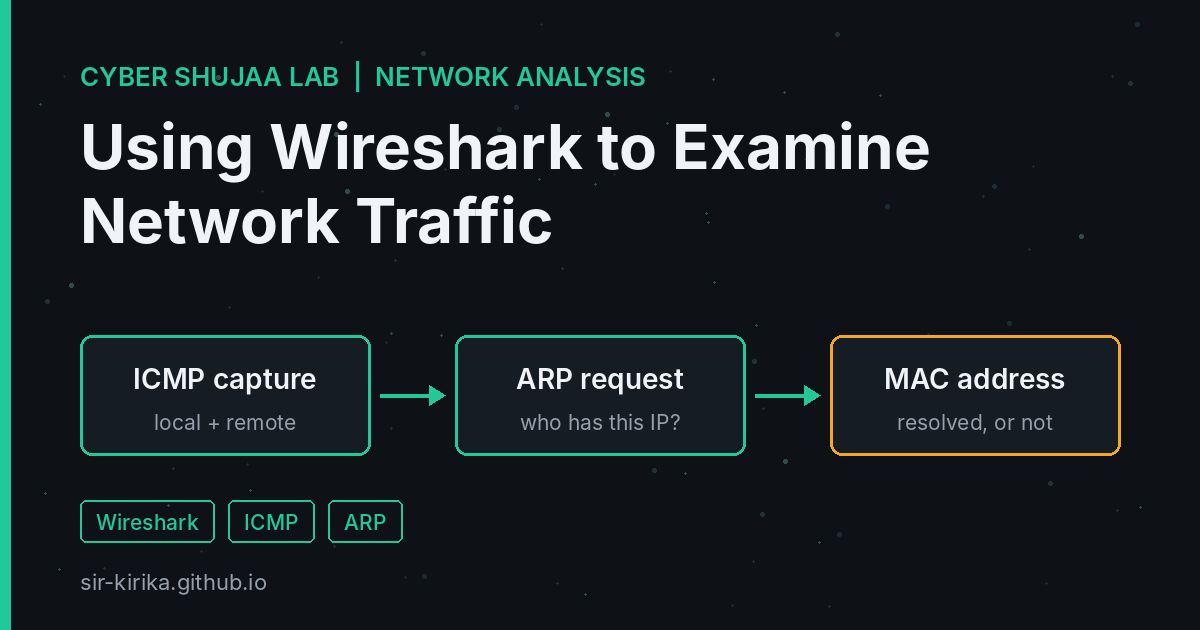 CYBER SHUJAA LAB | NETWORK ANALYSIS
Using Wireshark to Examine
Network Traffic
ICMP capture
local + remote
ARP request
who has this IP?
MAC address
resolved, or not
Wireshark
ICMP
ARP
sir-kirika.github.io